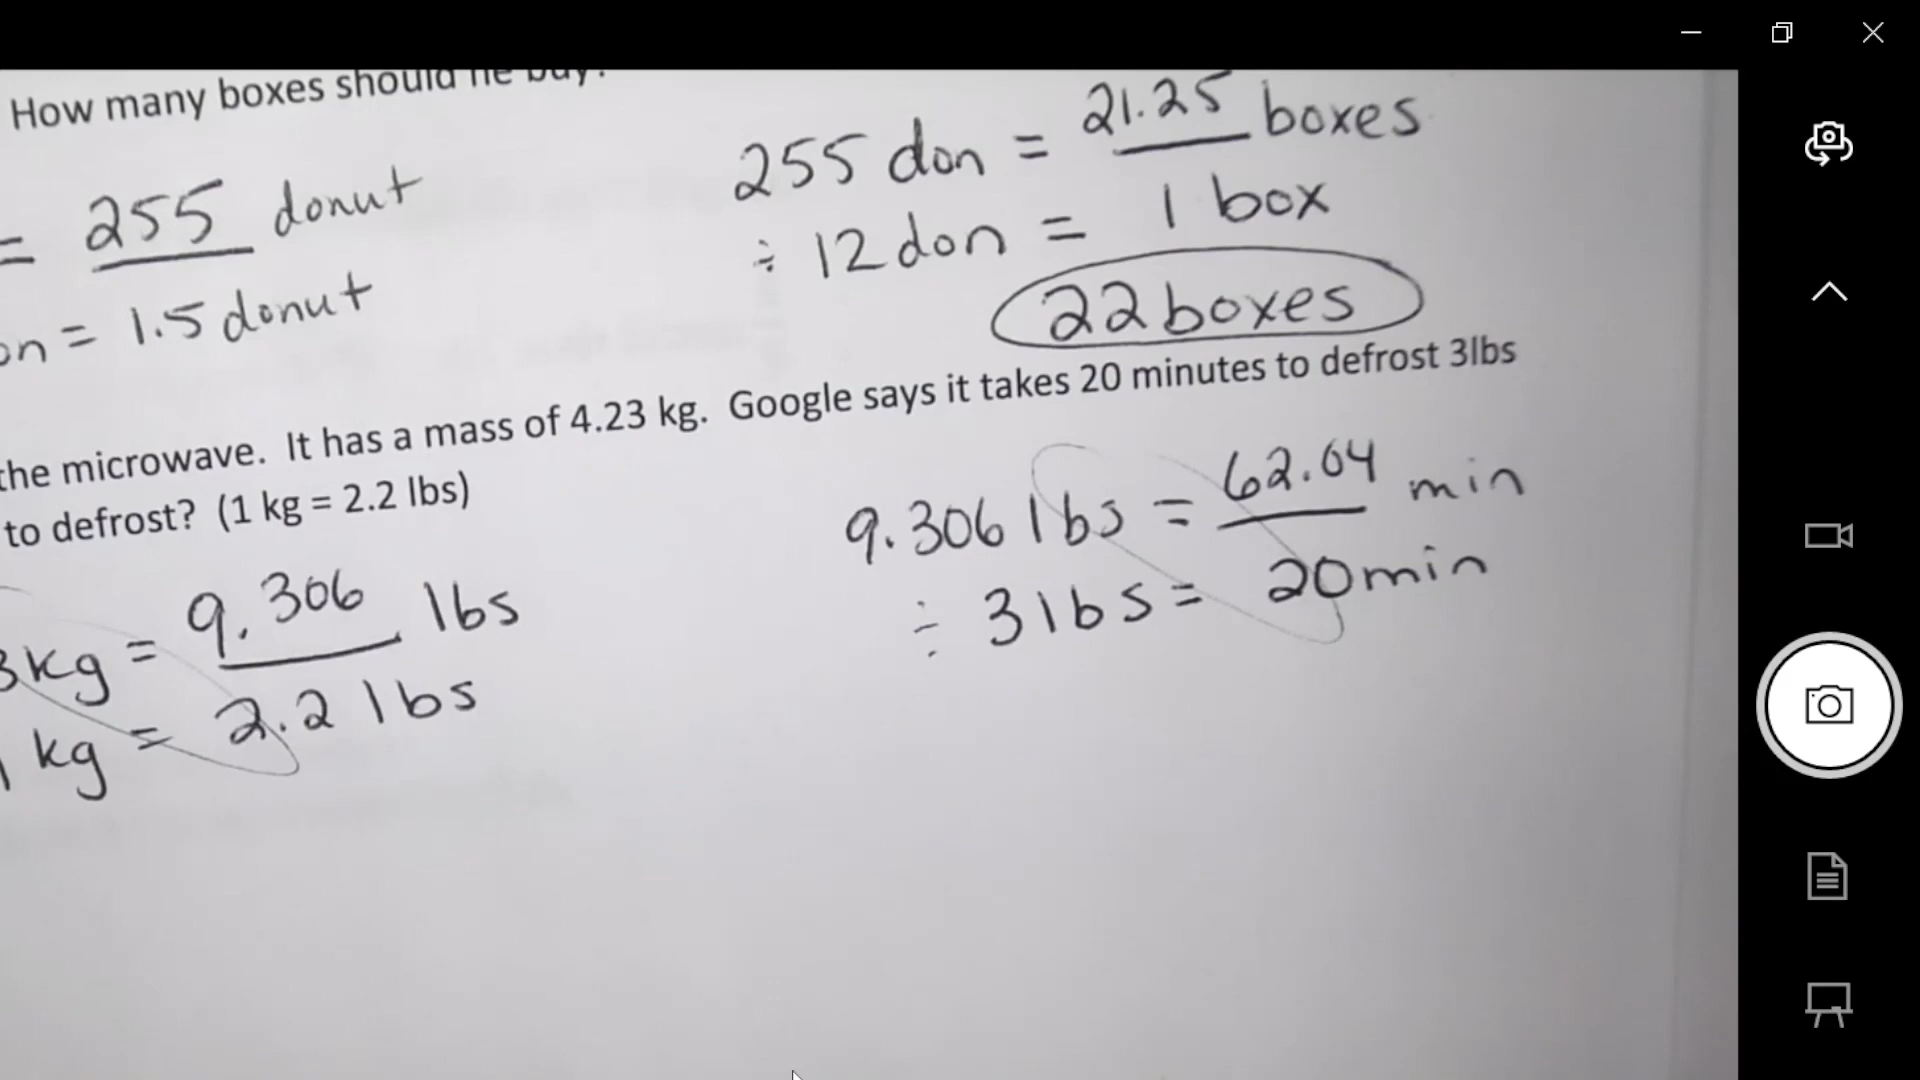 How many boxes should he buy?
= 255 donut
on = 1.5 donut
255 don = 21.25 boxes
÷ 12 don = 1 box
22 boxes
the microwave. It has a mass of 4.23 kg. Google says it takes 20 minutes to defrost 3lbs
to defrost? (1 kg = 2.2 lbs)
3 kg = 9.306 lbs
1 kg = 2.2 lbs
9.306 lbs = 62.04 min
÷ 3 lbs = 20 min